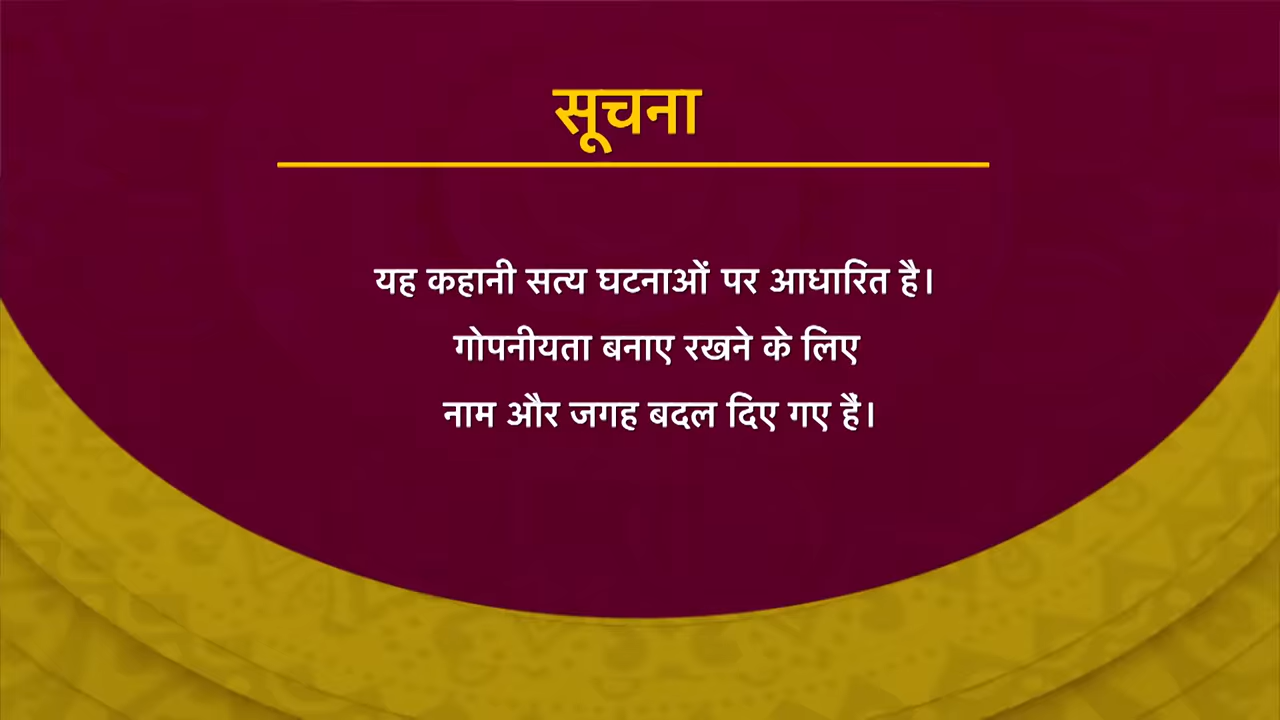 सूचना
यह कहानी सत्य घटनाओं पर आधारित है।
गोपनीयता बनाए रखने के लिए
नाम और जगह बदल दिए गए हैं।